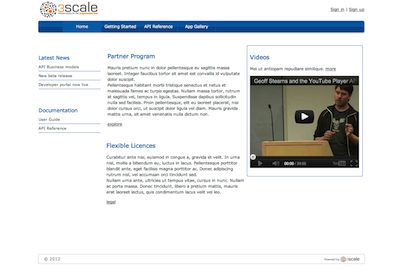 3scale
Sign in | Sign up
Home
Getting Started
API Reference
App Gallery
Latest News
API Business models
New beta release
Developer portal now live
Documentation
User Guide
API Reference
Partner Program
Mauris pretium nunc in dolor pellentesque eu sagittis massa
laoreet. Integer faucibus tortor sit amet est convallis id vulputate
dolor suscipit.
Pellentesque habitant morbi tristique senectus et netus et
malesuada fames ac turpis egestas. Nullam massa tortor, rutrum
at sagittis vel, tempus in ligula. Suspendisse dapibus sollicitudin
nulla sed facilisis. Proin pellentesque, elit eu laoreet placerat, nisl
dolor cursus orci, ut suscipit dolor ligula vel diam. Mauris gravida
mattis urna, sit amet venenatis nulla dictum non.
explore
Flexible Licences
Curabitur ante nisl, euismod in congue a, gravida et velit. In urna
nisl, mollis a bibendum eu, luctus in lacus. Pellentesque porttitor
blandit ante, eget facilisis magna porttitor ac. Donec adipiscing
rutrum nisl, vel accumsan orci tincidunt sed.
Nullam urna ante, ultricies ut tempus vitae, cursus in nunc. Nullam
ac porta massa. Donec tincidunt, libero a pretium mattis, mauris
erat laoreet lectus, quis condimentum lacus velit vel leo.
legal
Videos
Mei ut antiopam repudiare similique. more
Geoff Stearns and the YouTube Player AP
00:00
© 2012
3scale